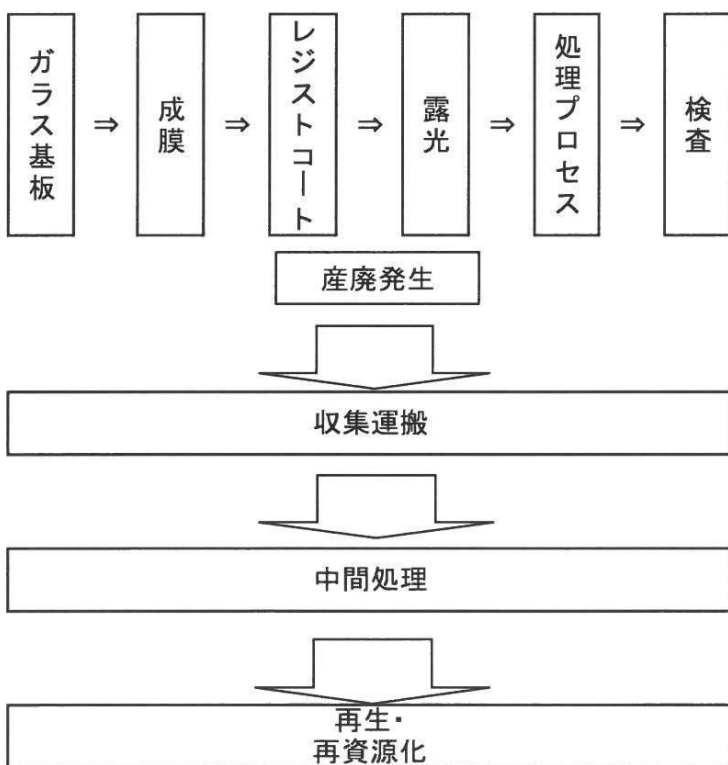 ガラス基板
⇒
成膜
⇒
レジストコート
⇒
露光
⇒
処理プロセス
⇒
検査
産廃発生
収集運搬
中間処理
再生・
再資源化